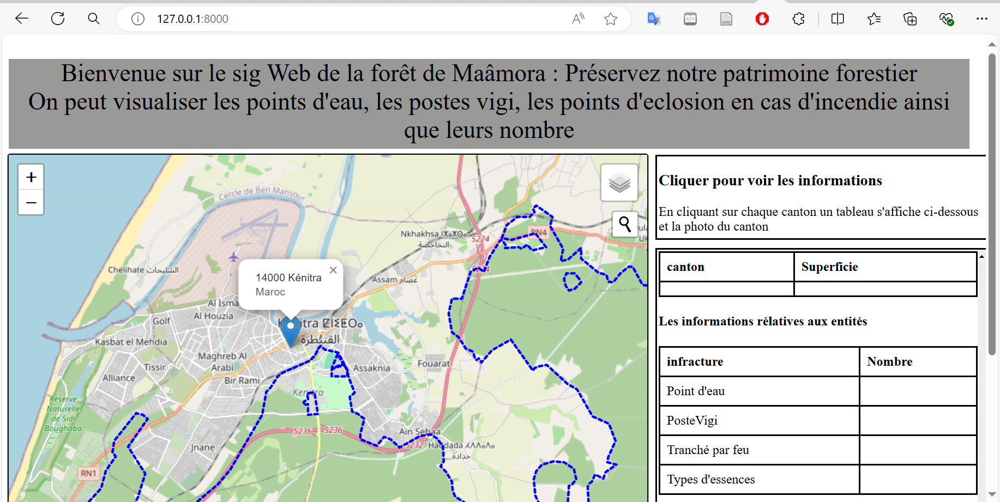 127.0.0.1:8000
Bienvenue sur le sig Web de la forêt de Maâmora : Préservez notre patrimoine forestier
On peut visualiser les points d'eau, les postes vigi, les points d'eclosion en cas d'incendie ainsi
que leurs nombre
+
−
Cercle de Ben Mansour
Nkhakhsa
النخاخصة
5224
RN4
Chelihate الشليحات
14000 Kénitra
Maroc
×
Assam عصام
Al Isma
Al Houzia
Golf
ⵇⵏⵉⵟⵔⴰ
القنيطرة
Kasbat el Mehdia
Maghreb Al
Arabi
Tissir
Assaknia
Fouarat
Alliance
Bir Rami
Kenitra
Réserve
Naturelle
de Sidi
Boughaba
5236
5236
Ain Sebaa
5232
Haddada ⵃⴷⴷⴰⴷⴰ
حدادة
Jnane
RN1
Cliquer pour voir les informations
En cliquant sur chaque canton un tableau s'affiche ci-dessous
et la photo du canton
canton Superficie
Les informations rélatives aux entités
infracture Nombre
Point d'eau
PosteVigi
Tranché par feu
Types d'essences